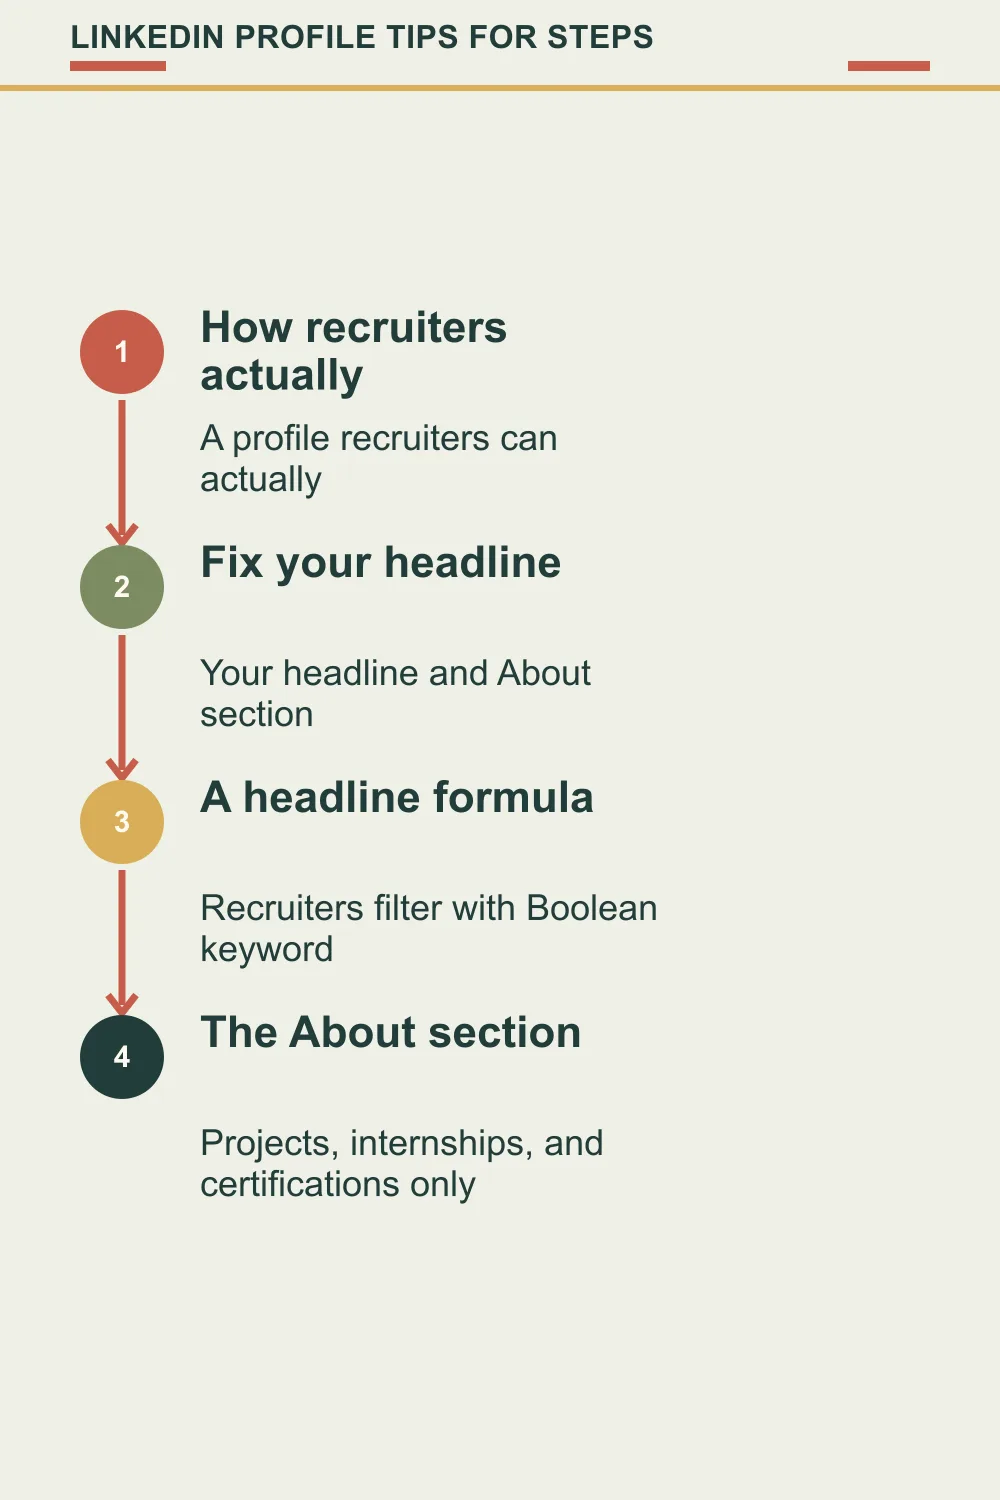 LINKEDIN PROFILE TIPS FOR STEPS
1
How recruiters
actually
A profile recruiters can
actually
2
Fix your headline
Your headline and About
section
3
A headline formula
Recruiters filter with Boolean
keyword
4
The About section
Projects, internships, and
certifications only